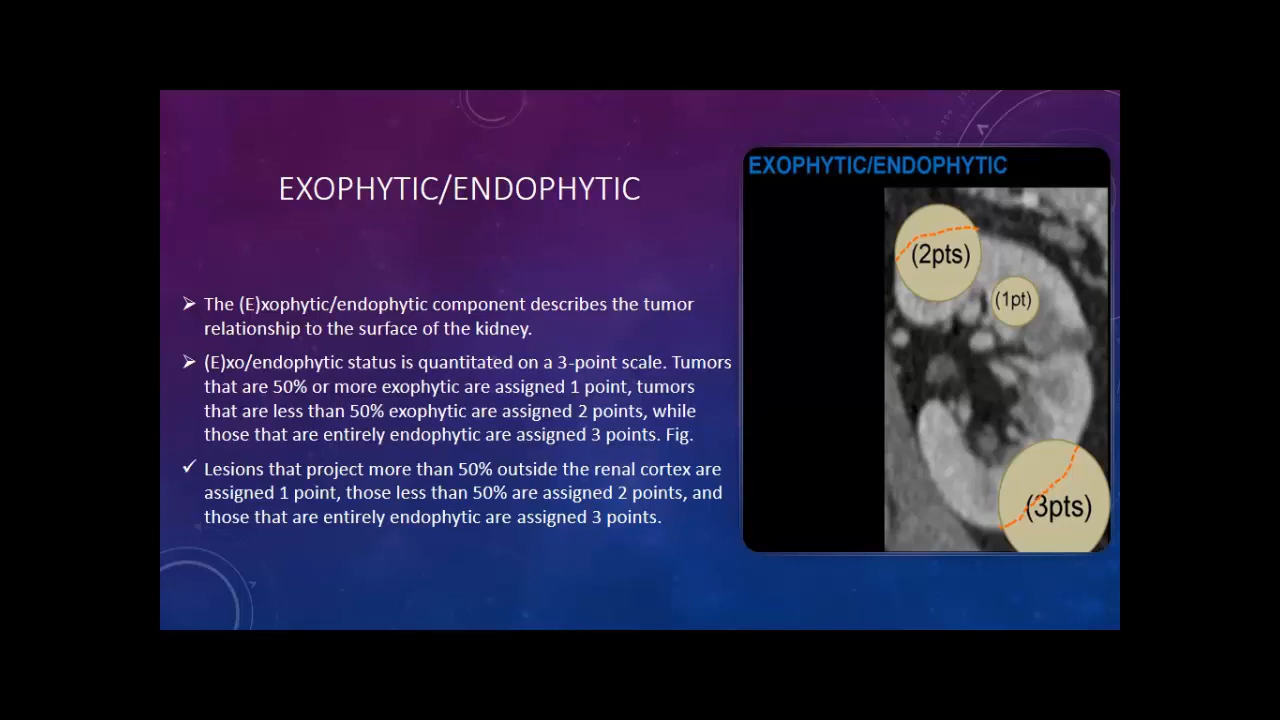 EXOPHYTIC/ENDOPHYTIC
The (E)xophytic/endophytic component describes the tumor
relationship to the surface of the kidney.
(E)xo/endophytic status is quantitated on a 3-point scale. Tumors
that are 50% or more exophytic are assigned 1 point, tumors
that are less than 50% exophytic are assigned 2 points, while
those that are entirely endophytic are assigned 3 points. Fig.
Lesions that project more than 50% outside the renal cortex are
assigned 1 point, those less than 50% are assigned 2 points, and
those that are entirely endophytic are assigned 3 points.
EXOPHYTIC/ENDOPHYTIC
(2pts)
(1pt)
(3pts)